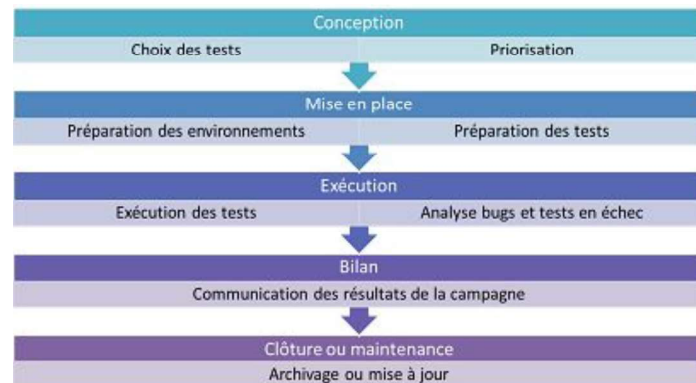 Conception
Choix des tests Priorisation
Mise en place
Préparation des environnements Préparation des tests
Exécution
Exécution des tests Analyse bugs et tests en échec
Bilan
Communication des résultats de la campagne
Clôture ou maintenance
Archivage ou mise à jour